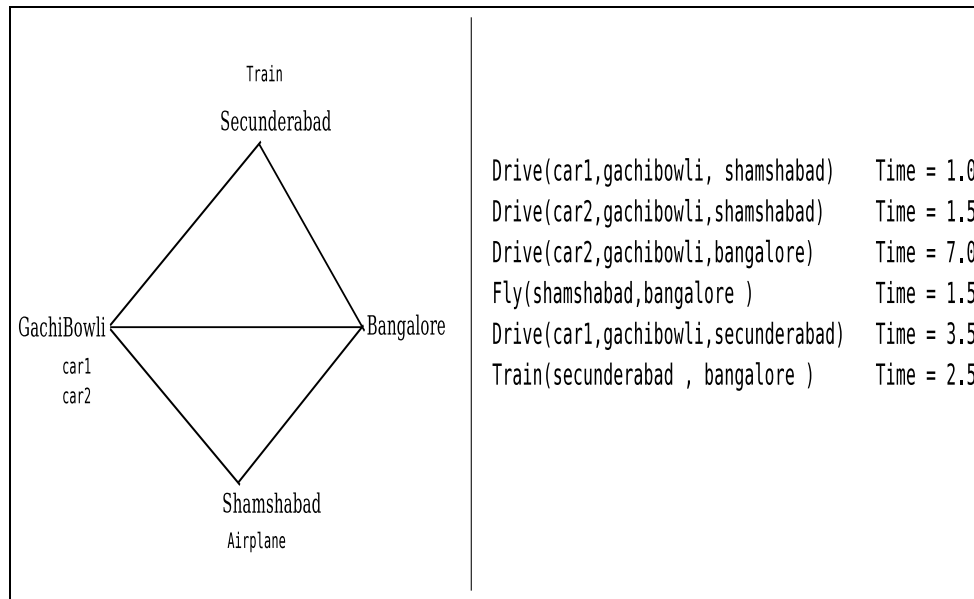 Train
Secunderabad
GachiBowli
Bangalore
car1
car2
Shamshabad
Airplane
Drive(car1,gachibowli, shamshabad) Time = 1.0
Drive(car2,gachibowli,shamshabad) Time = 1.5
Drive(car2,gachibowli,bangalore) Time = 7.0
Fly(shamshabad,bangalore ) Time = 1.5
Drive(car1,gachibowli,secunderabad) Time = 3.5
Train(secunderabad , bangalore ) Time = 2.5